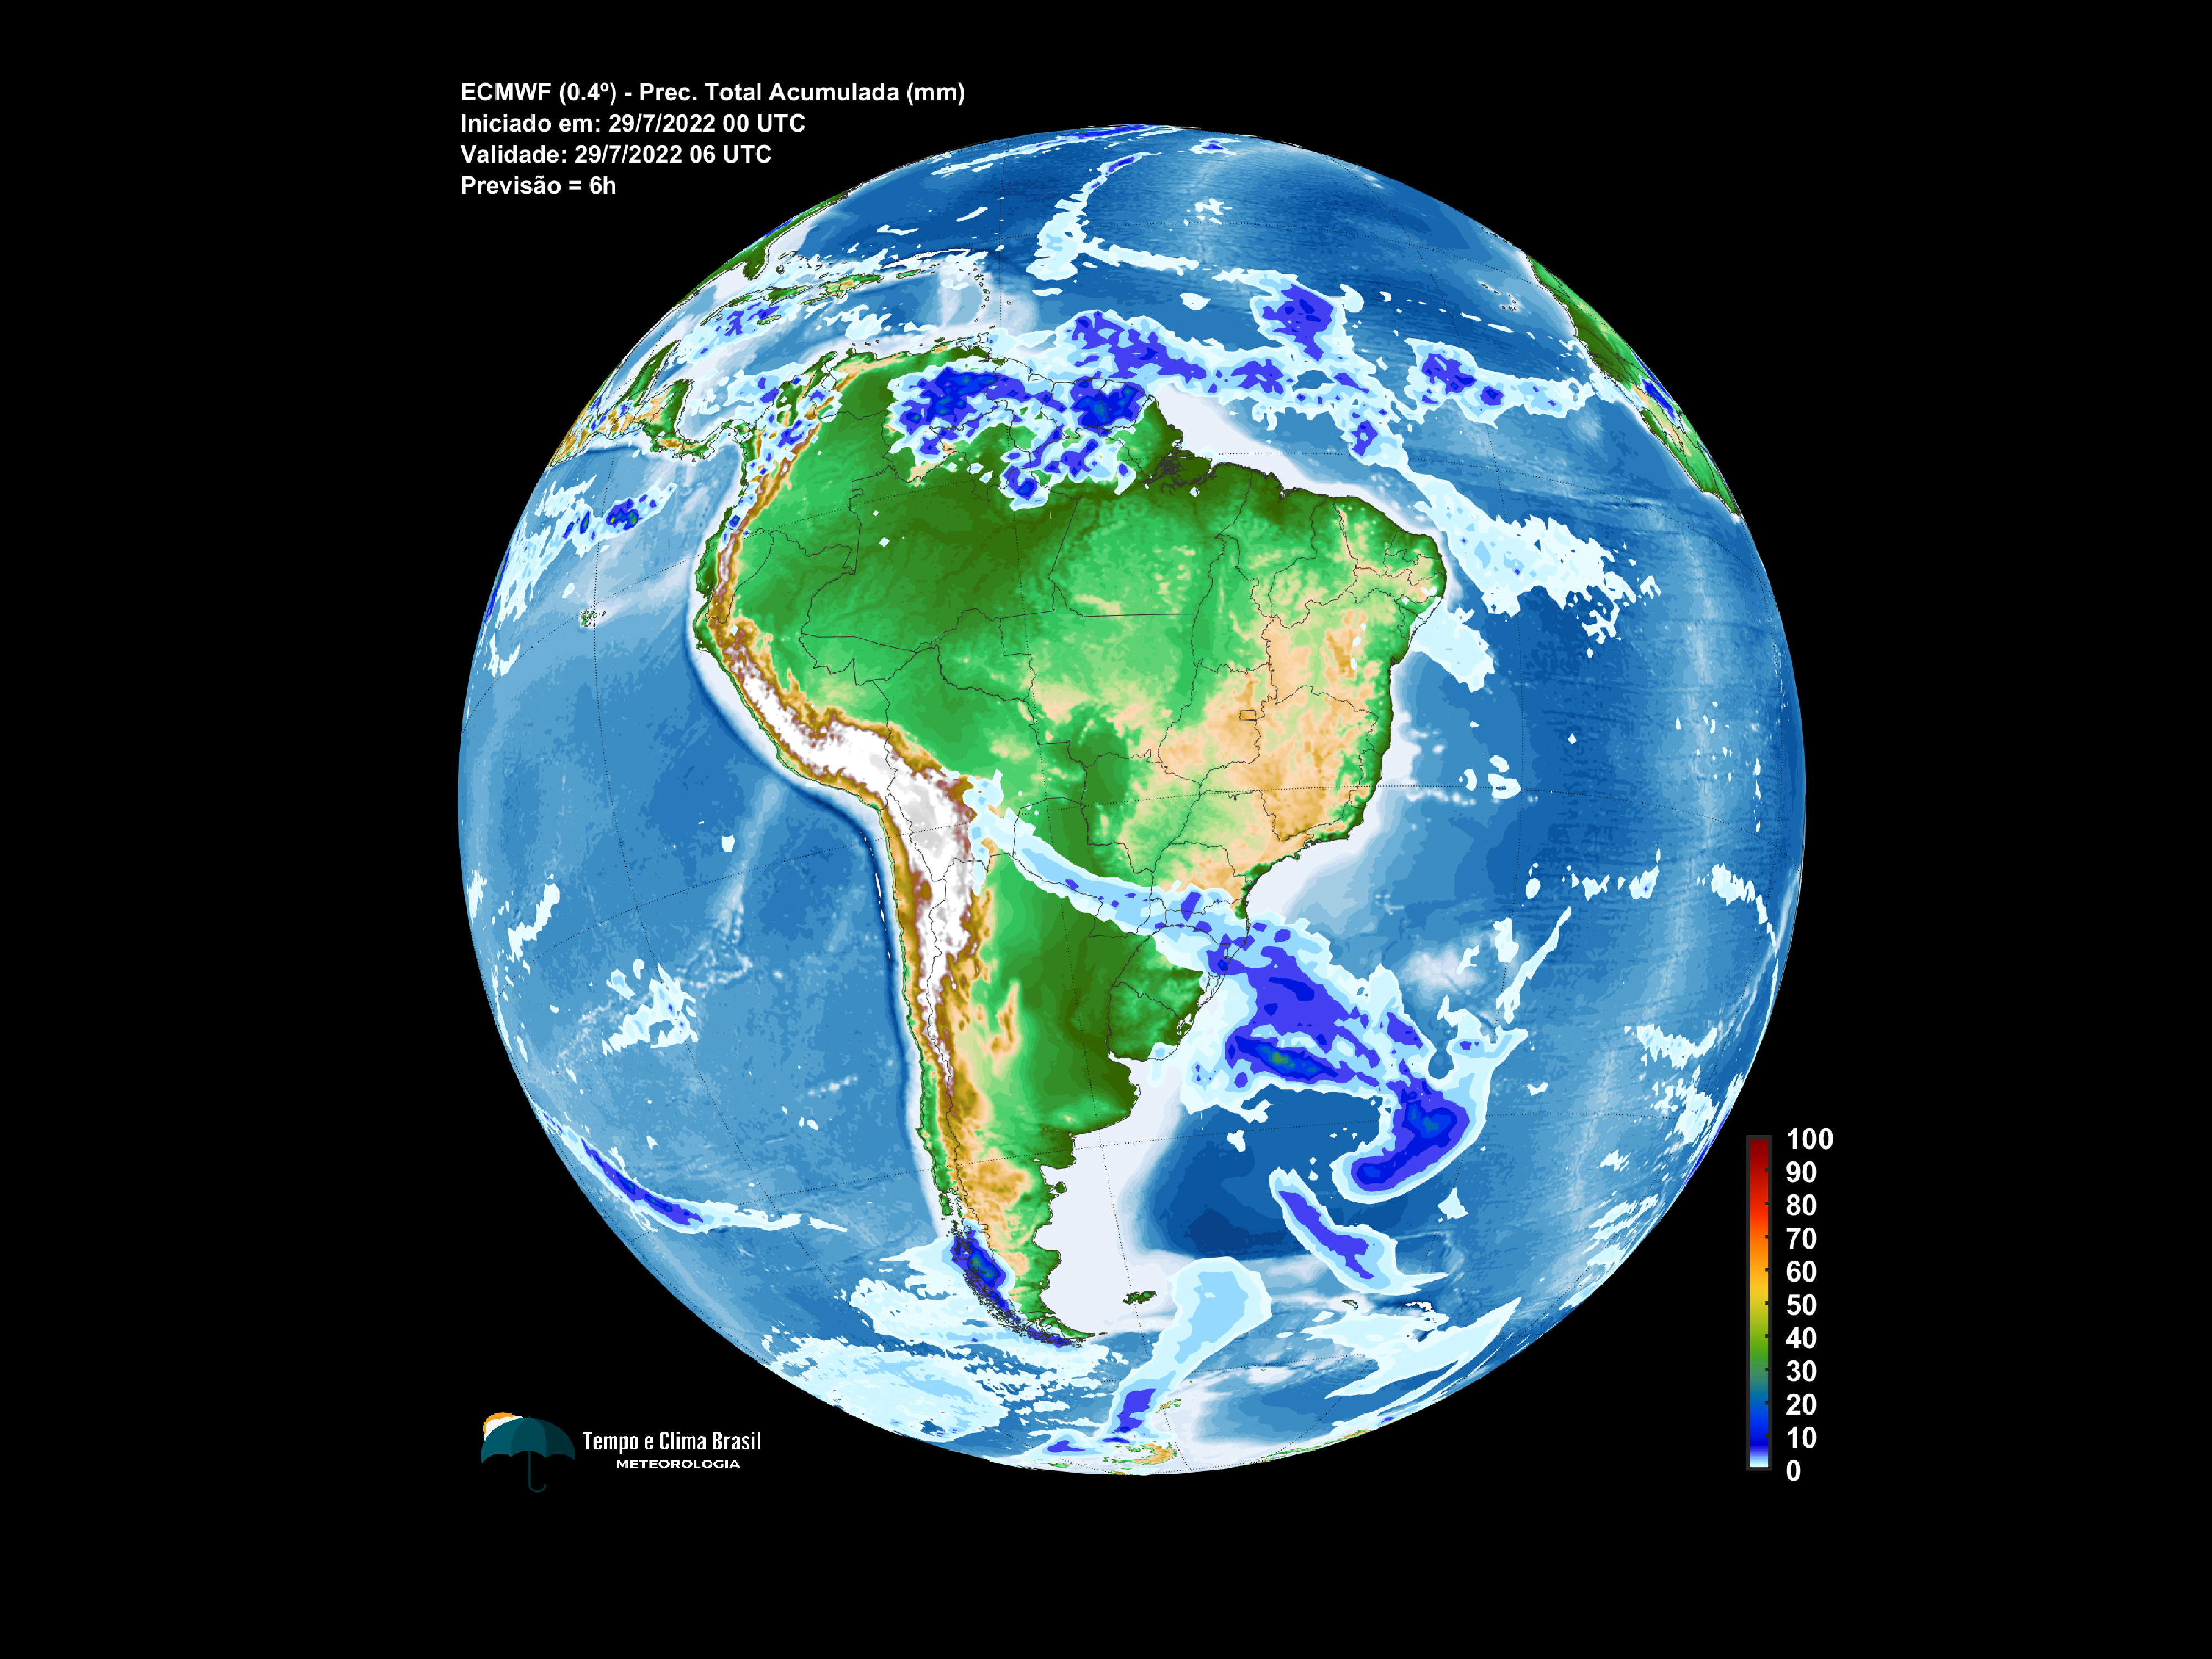 ECMWF (0.4º) - Prec. Total Acumulada (mm)
Iniciado em: 29/7/2022 00 UTC
Validade: 29/7/2022 06 UTC
Previsão = 6h
100
90
80
70
60
50
40
30
20
10
0
Tempo e Clima Brasil
METEOROLOGIA